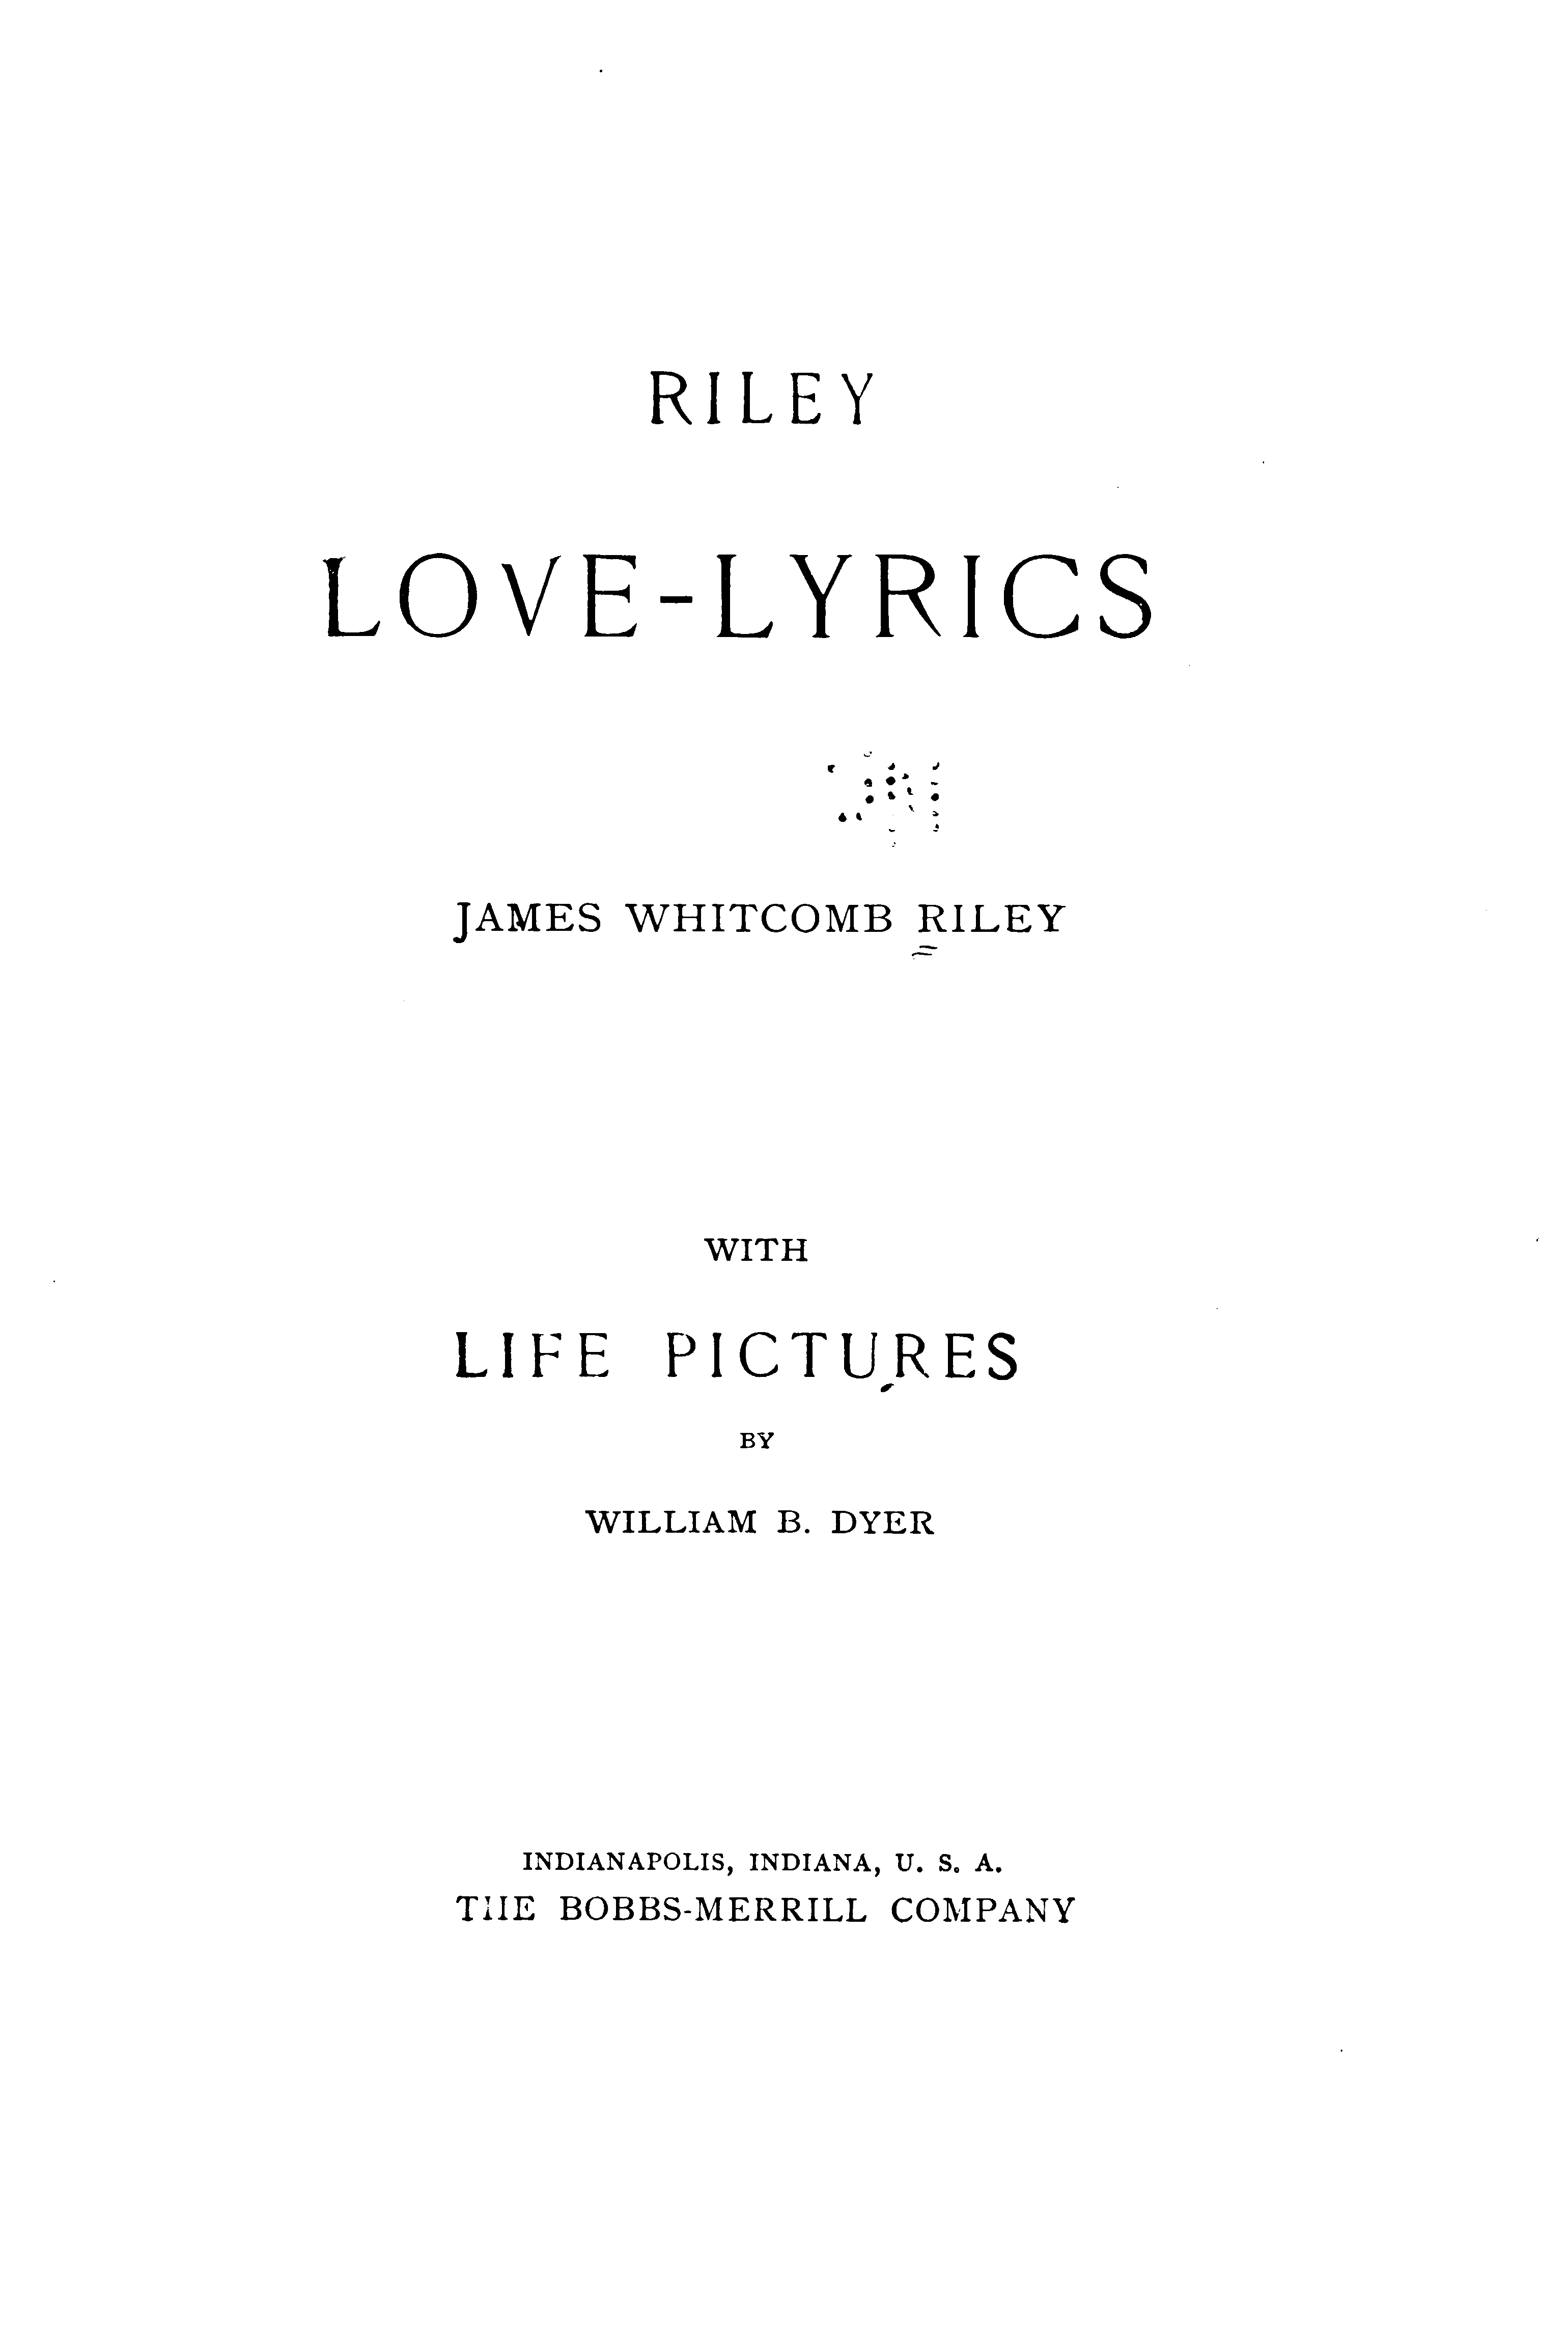 RILEY
LOVE-LYRICS
JAMES WHITCOMB RILEY
WITH
LIFE PICTURES
BY
WILLIAM B. DYER
INDIANAPOLIS, INDIANA, U. S. A.
THE BOBBS-MERRILL COMPANY